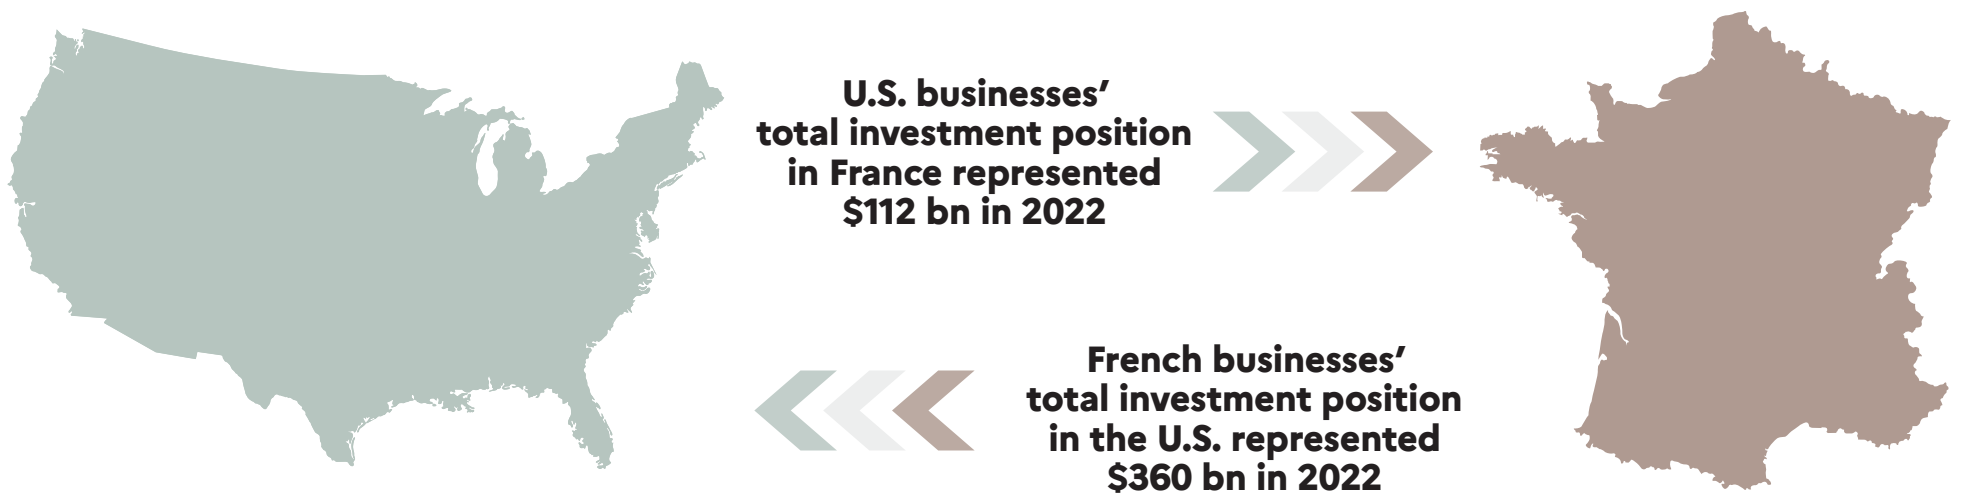 U.S. businesses’
total investment position
in France represented
$112 bn in 2022
French businesses’
total investment position
in the U.S. represented
$360 bn in 2022